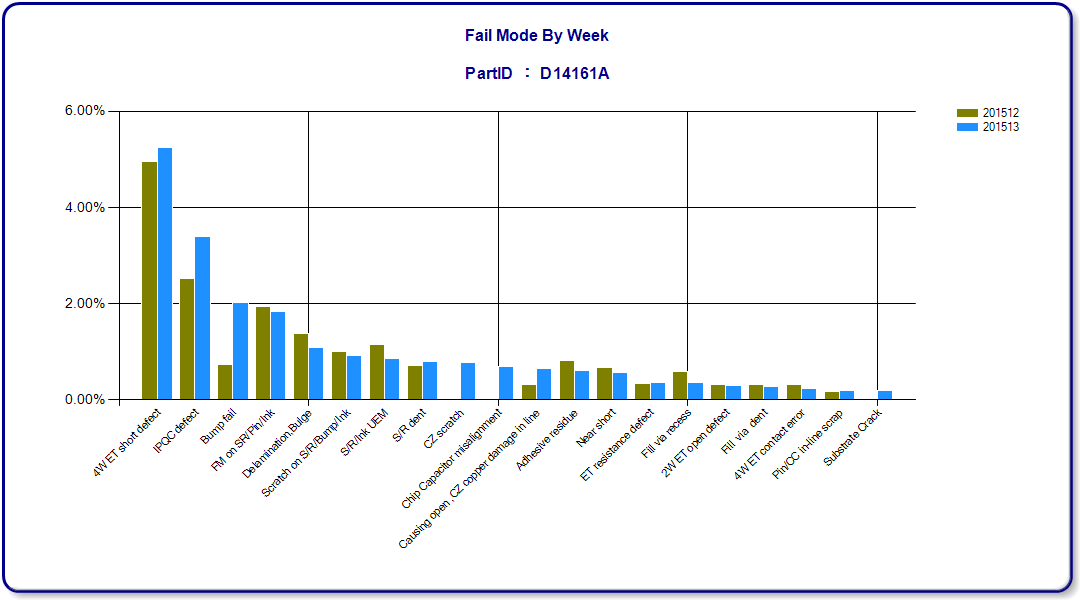 Fail Mode By Week
PartID : D14161A
201512
201513
6.00%
4.00%
2.00%
0.00%
4W ET short defect
IPQC defect
Bump fail
FM on SR/Pin/Ink
Delamination,Bulge
Scratch on S/R/Bump/Ink
S/R/Ink UEM
S/R dent
CZ scratch
Chip Capacitor misalignment
Causing open ,CZ copper damage in line
Adhesive residue
Near short
ET resistance defect
Fill via recess
2W ET open defect
Fill via dent
4W ET contact error
Pin/CC in-line scrap
Substrate Crack